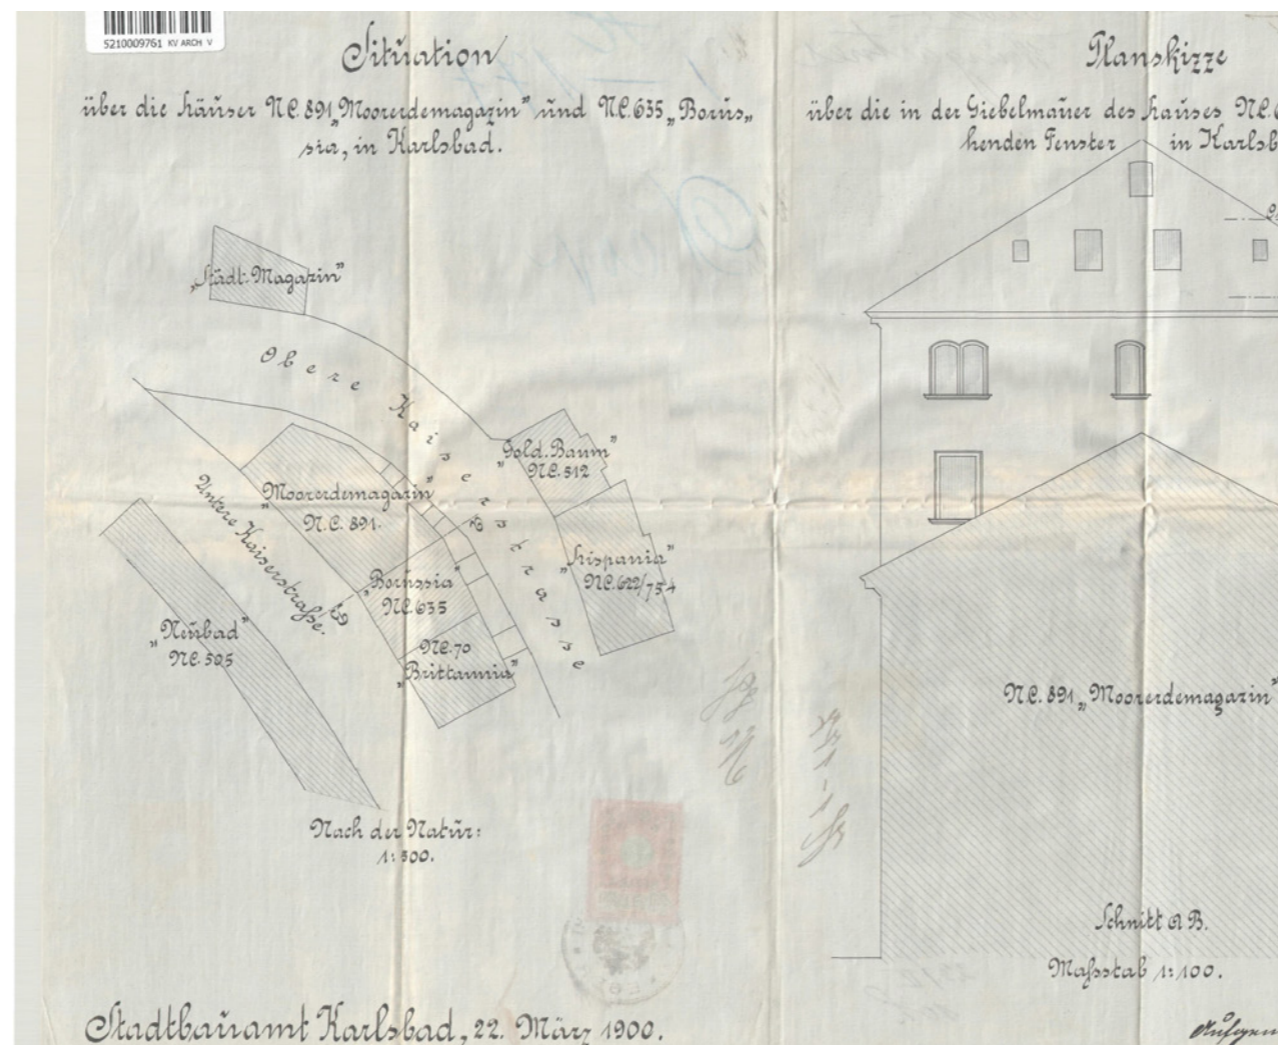 5210009761 KV ARCH V
Situation
über die Häuser NC. 891 „Moorerdemagazin” und NC. 635 „Borus„
sia, in Karlsbad.
„Städt. Magazin”
Obere Kaiserstrasse
„Gold. Baum”
NC. 512
„Moorerdemagazin”
N.C. 891.
Untere Kaiserstraße.
„Hispania”
NC. 622/754
„Borussia”
NC. 635
„Neubad”
NC. 505
NC. 70
„Brittannia”
Nach der Natur:
1:500.
Stadtbauamt Karlsbad, 22. März 1900.
Planskizze
über die in der Giebelmauer des Hauses NC.
henden Fenster in Karlsb
N.C. 891 „Moorerdemagazin”
Schnitt AB.
Maßstab 1:100.